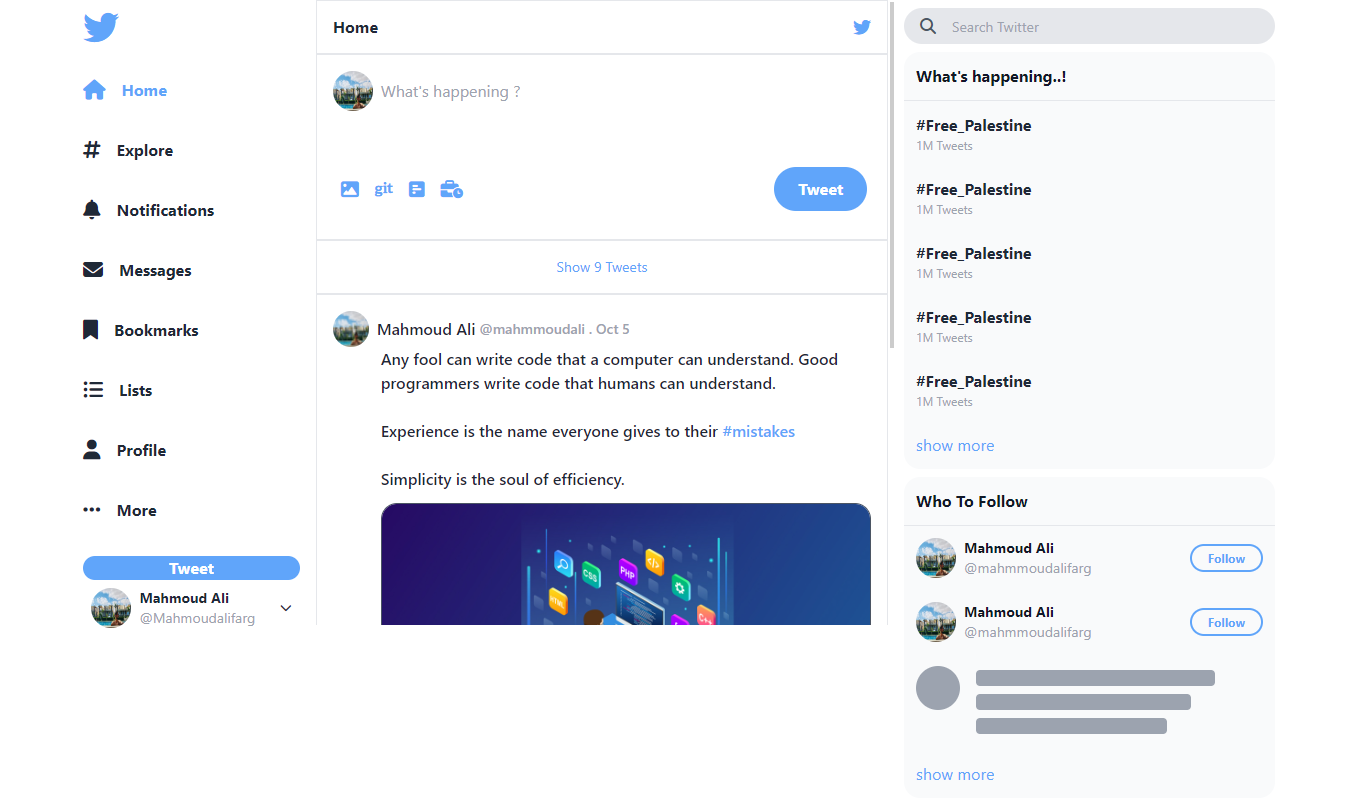 Home
Explore
Notifications
Messages
Bookmarks
Lists
Profile
More
Tweet
Mahmoud Ali
@Mahmoudalifarg
Home
What's happening ?
git
Tweet
Show 9 Tweets
Mahmoud Ali @mahmmoudali . Oct 5
Any fool can write code that a computer can understand. Good
programmers write code that humans can understand.
Experience is the name everyone gives to their #mistakes
Simplicity is the soul of efficiency.
CSS
PHP
</>
HTML
C++
Search Twitter
What's happening..!
#Free_Palestine
1M Tweets
#Free_Palestine
1M Tweets
#Free_Palestine
1M Tweets
#Free_Palestine
1M Tweets
#Free_Palestine
1M Tweets
show more
Who To Follow
Mahmoud Ali
@mahmmoudalifarg
Follow
Mahmoud Ali
@mahmmoudalifarg
Follow
show more